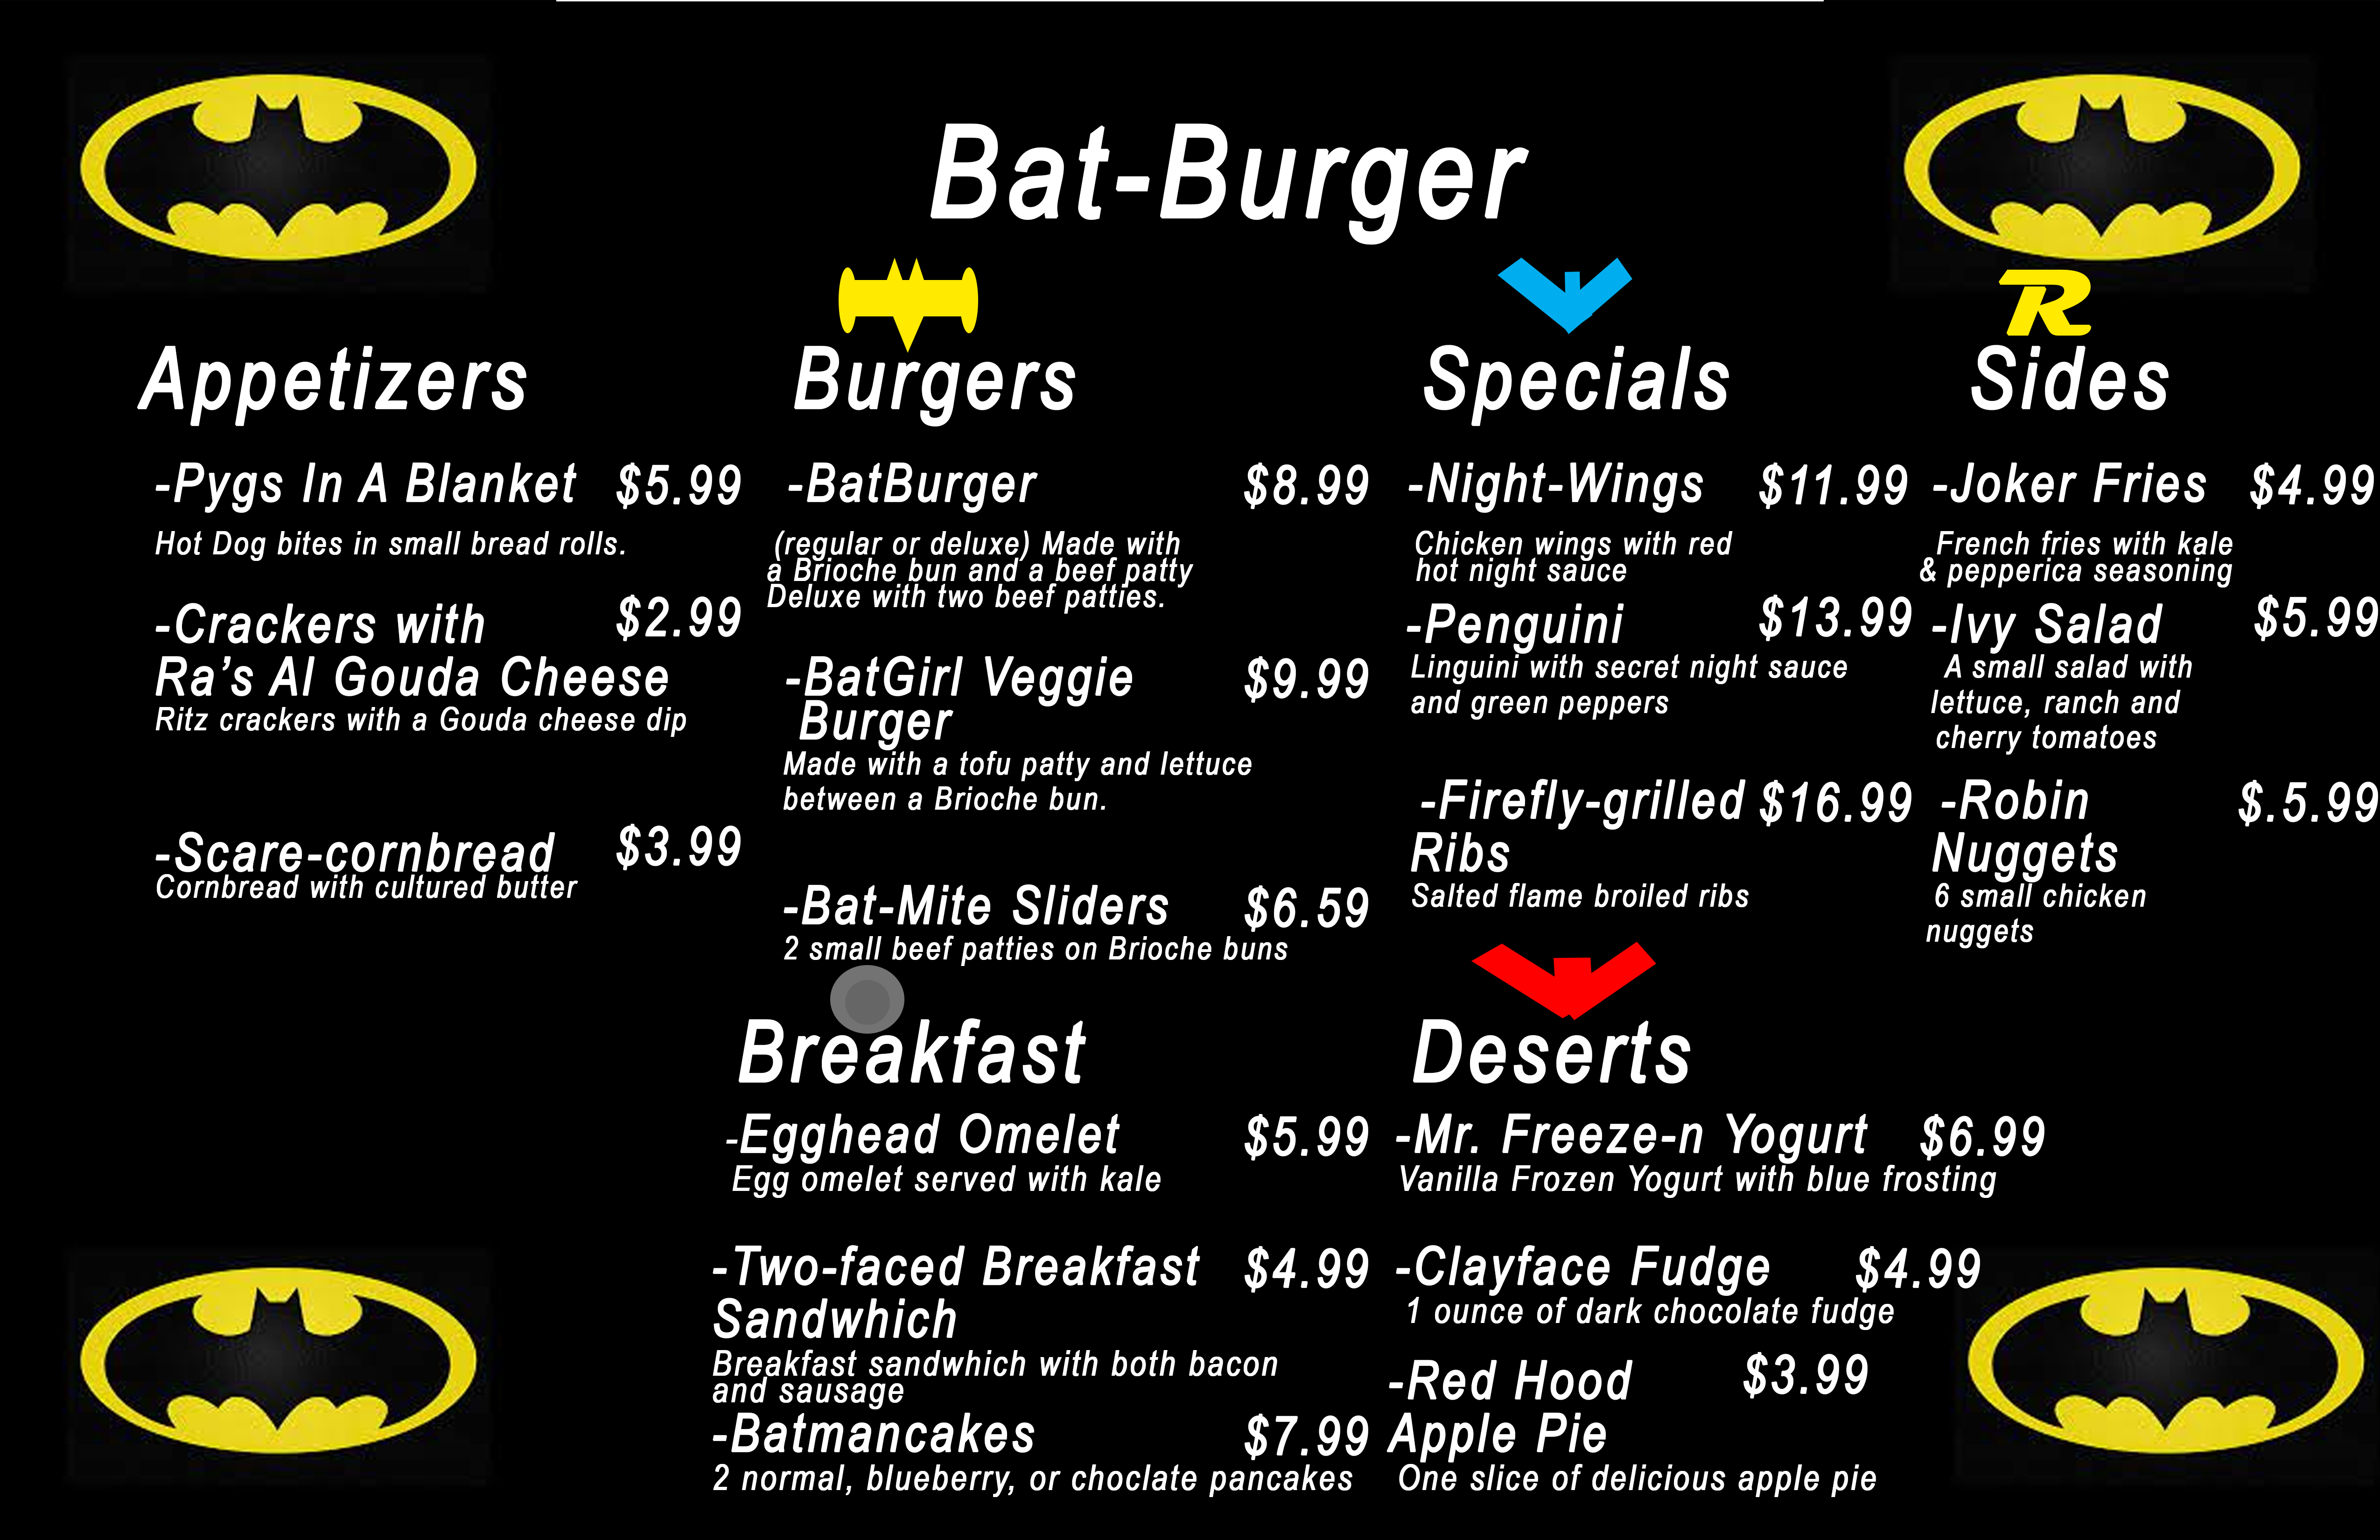 Bat-Burger
Appetizers
-Pygs In A Blanket $5.99
Hot Dog bites in small bread rolls.
-Crackers with $2.99
Ra's Al Gouda Cheese
Ritz crackers with a Gouda cheese dip
-Scare-cornbread $3.99
Cornbread with cultured butter
Burgers
-BatBurger $8.99
(regular or deluxe) Made with
a Brioche bun and a beef patty
Deluxe with two beef patties.
-BatGirl Veggie $9.99
Burger
Made with a tofu patty and lettuce
between a Brioche bun.
-Bat-Mite Sliders $6.59
2 small beef patties on Brioche buns
Specials
-Night-Wings $11.99
Chicken wings with red
hot night sauce
-Penguini $13.99
Linguini with secret night sauce
and green peppers
-Firefly-grilled $16.99
Ribs
Salted flame broiled ribs
R
Sides
-Joker Fries $4.99
French fries with kale
& pepperica seasoning
-Ivy Salad $5.99
A small salad with
lettuce, ranch and
cherry tomatoes
-Robin $.5.99
Nuggets
6 small chicken
nuggets
Breakfast
-Egghead Omelet $5.99
Egg omelet served with kale
-Two-faced Breakfast $4.99
Sandwhich
Breakfast sandwhich with both bacon
and sausage
-Batmancakes $7.99
2 normal, blueberry, or choclate pancakes
Deserts
-Mr. Freeze-n Yogurt $6.99
Vanilla Frozen Yogurt with blue frosting
-Clayface Fudge $4.99
1 ounce of dark chocolate fudge
-Red Hood $3.99
Apple Pie
One slice of delicious apple pie